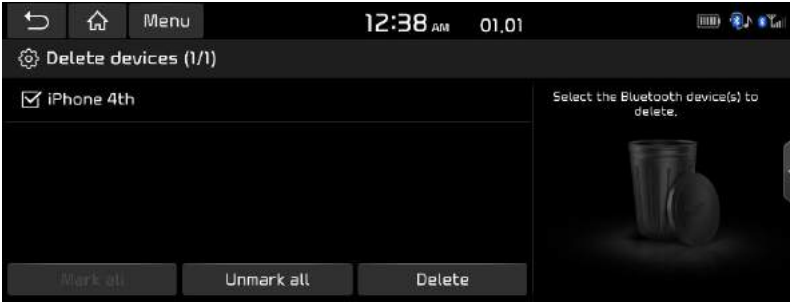 Menu 12:38 AM 01.01
Delete devices (1/1)
iPhone 4th
Select the Bluetooth device(s) to
delete.
Mark all Unmark all Delete